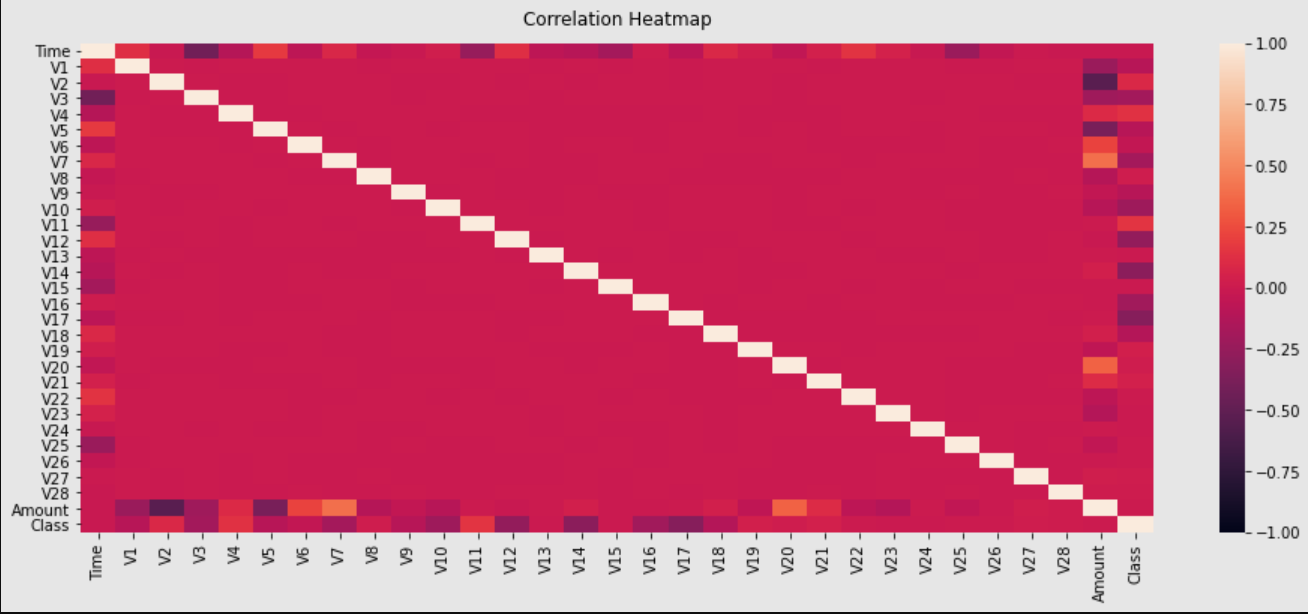 Correlation Heatmap
Time
V1
V2
V3
V4
V5
V6
V7
V8
V9
V10
V11
V12
V13
V14
V15
V16
V17
V18
V19
V20
V21
V22
V23
V24
V25
V26
V27
V28
Amount
Class
Time
V1
V2
V3
V4
V5
V6
V7
V8
V9
V10
V11
V12
V13
V14
V15
V16
V17
V18
V19
V20
V21
V22
V23
V24
V25
V26
V27
V28
Amount
Class
1.00
0.75
0.50
0.25
0.00
−0.25
−0.50
−0.75
−1.00